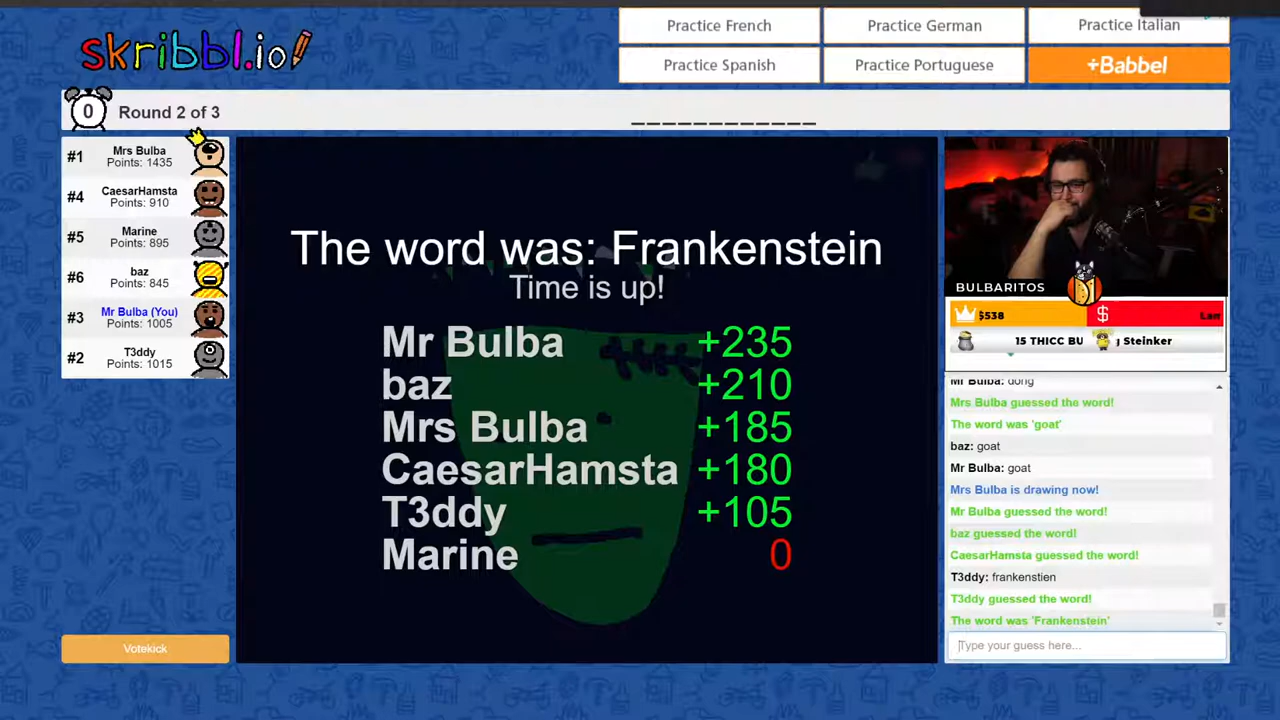 Practice French
Practice German
Practice Italian
skribbl.io
Practice Spanish
Practice Portuguese
+Babbel
0
Round 2 of 3
____________
#1
Mrs Bulba
Points: 1435
#4
CaesarHamsta
Points: 910
#5
Marine
Points: 895
#6
baz
Points: 845
#3
Mr Bulba (You)
Points: 1005
#2
T3ddy
Points: 1015
Votekick
The word was: Frankenstein
Time is up!
Mr Bulba +235
baz +210
Mrs Bulba +185
CaesarHamsta +180
T3ddy +105
Marine 0
BULBARITOS
$538
$
15 THICC BU
Steinker
Mr Bulba: dong
Mrs Bulba guessed the word!
The word was 'goat'
baz: goat
Mr Bulba: goat
Mrs Bulba is drawing now!
Mr Bulba guessed the word!
baz guessed the word!
CaesarHamsta guessed the word!
T3ddy: frankenstien
T3ddy guessed the word!
The word was 'Frankenstein'
Type your guess here...